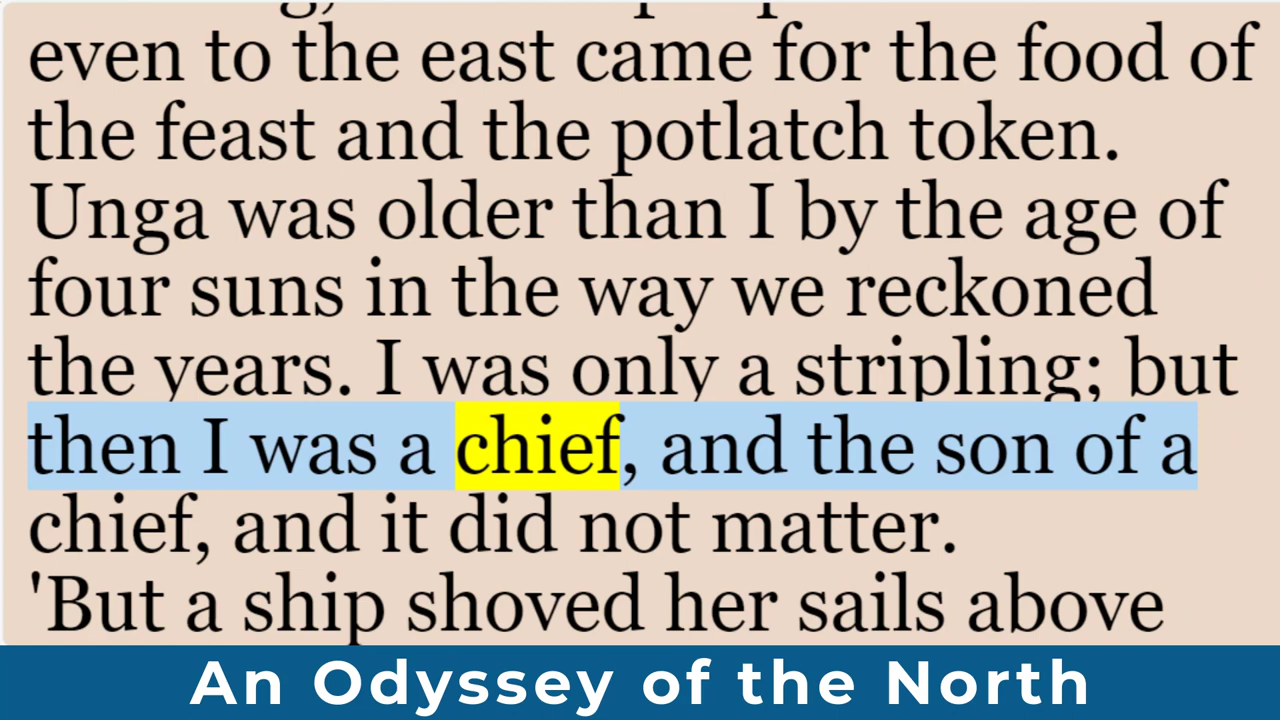 even to the east came for the food of
the feast and the potlatch token.
Unga was older than I by the age of
four suns in the way we reckoned
the years. I was only a stripling; but
then I was a chief, and the son of a
chief, and it did not matter.
'But a ship shoved her sails above
An Odyssey of the North